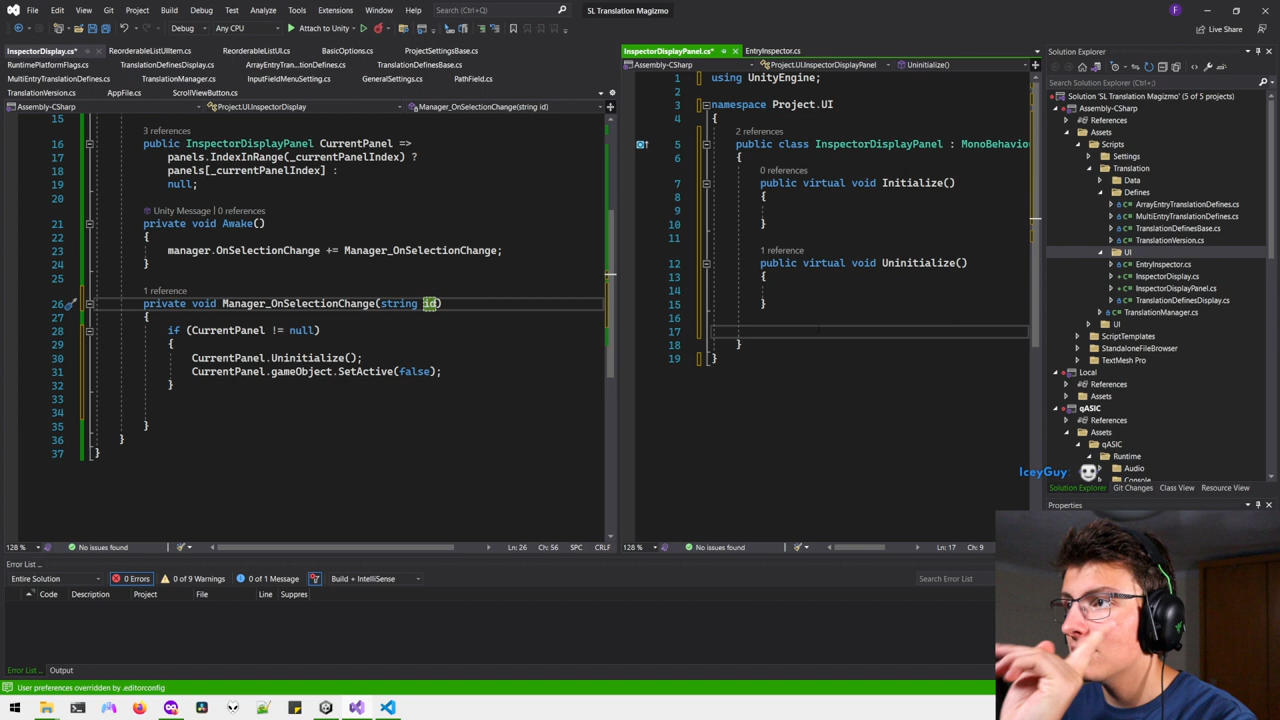 File Edit View Git Project Build Debug Test Analyze Tools Extensions Window Help Search (Ctrl+Q) SL Translation Magizmo
Debug Any CPU Attach to Unity Live Share
InspectorDisplay.cs* ReorderableListUIItem.cs ReorderableListUI.cs BasicOptions.cs ProjectSettingsBase.cs
RuntimePlatformFlags.cs TranslationDefinesDisplay.cs ArrayEntryTran...tionDefines.cs TranslationDefinesBase.cs
MultiEntryTranslationDefines.cs TranslationManager.cs InputFieldMenuSetting.cs GeneralSettings.cs PathField.cs
TranslationVersion.cs AppFile.cs ScrollViewButton.cs
Assembly-CSharp Project.UI.InspectorDisplay Manager_OnSelectionChange(string id)
15
3 references
16 public InspectorDisplayPanel CurrentPanel =>
17 panels.IndexInRange(_currentPanelIndex) ?
18 panels[_currentPanelIndex] :
19 null;
20
Unity Message | 0 references
21 private void Awake()
22 {
23 manager.OnSelectionChange += Manager_OnSelectionChange;
24 }
25
1 reference
26 private void Manager_OnSelectionChange(string id)
27 {
28 if (CurrentPanel != null)
29 {
30 CurrentPanel.Uninitialize();
31 CurrentPanel.gameObject.SetActive(false);
32 }
33
34
35 }
36 }
37 }
128 % No issues found Ln: 26 Ch: 56 SPC CRLF
InspectorDisplayPanel.cs* EntryInspector.cs
Assembly-CSharp Project.UI.InspectorDisplayPanel Uninitialize()
1 using UnityEngine;
2
3 namespace Project.UI
4 {
2 references
5 public class InspectorDisplayPanel : MonoBehaviou
6 {
0 references
7 public virtual void Initialize()
8 {
9
10 }
11
1 reference
12 public virtual void Uninitialize()
13 {
14
15 }
16
17
18 }
19 }
128 % No issues found Ln: 17 Ch: 9
Solution Explorer
Search Solution Explorer (Ctrl+;)
Solution 'SL Translation Magizmo' (5 of 5 projects)
Assembly-CSharp
References
Assets
Scripts
Settings
Translation
Data
Defines
ArrayEntryTranslationDefines.cs
MultiEntryTranslationDefines.cs
TranslationDefinesBase.cs
TranslationVersion.cs
UI
EntryInspector.cs
InspectorDisplay.cs
InspectorDisplayPanel.cs
TranslationDefinesDisplay.cs
TranslationManager.cs
UI
ScriptTemplates
StandaloneFileBrowser
TextMesh Pro
Local
References
Assets
qASIC
References
Assets
qASIC
Runtime
Audio
Console
IceyGuy:
Solution Explorer Git Changes Class View Resource View
Properties
Error List
Entire Solution 0 Errors 0 of 9 Warnings 0 of 1 Message Build + IntelliSense Search Error List
Code Description Project File Line Suppres
Error List ... Output
User preferences overridden by .editorconfig